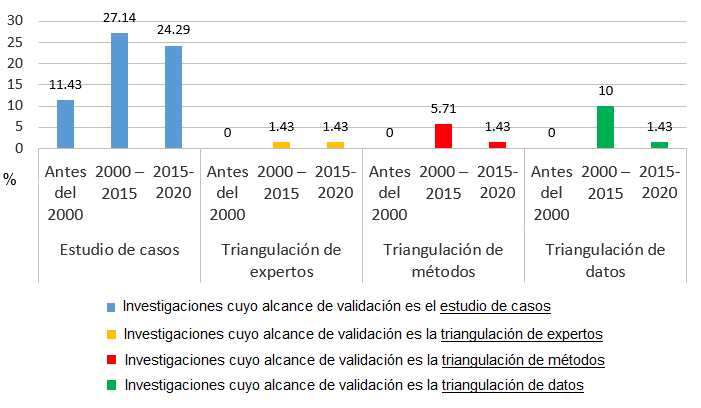 30
25
20
15
10
5
0
%
11.43
27.14
24.29
0
1.43
1.43
0
5.71
1.43
0
10
1.43
Antes del 2000
2000 – 2015
2015-2020
Antes del 2000
2000 – 2015
2015-2020
Antes del 2000
2000 – 2015
2015-2020
Antes del 2000
2000 – 2015
2015-2020
Estudio de casos
Triangulación de expertos
Triangulación de métodos
Triangulación de datos
Investigaciones cuyo alcance de validación es el estudio de casos
Investigaciones cuyo alcance de validación es la triangulación de expertos
Investigaciones cuyo alcance de validación es la triangulación de métodos
Investigaciones cuyo alcance de validación es la triangulación de datos